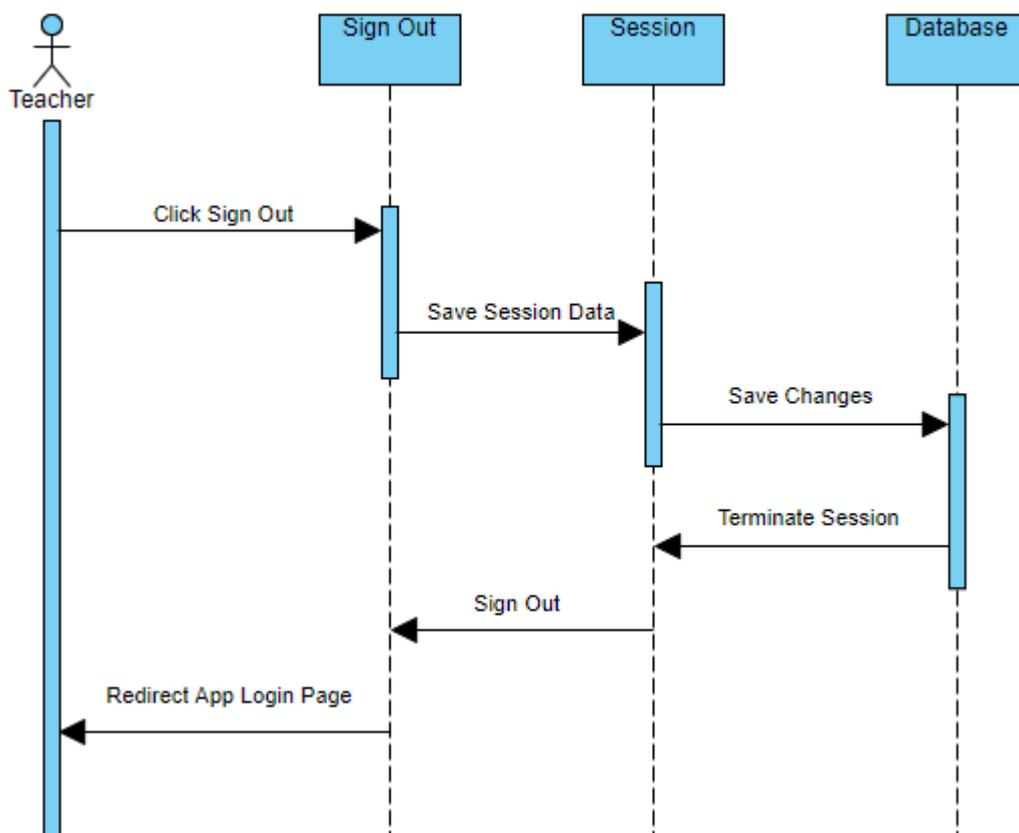 Sign Out
Session
Database
Teacher
Click Sign Out
Save Session Data
Save Changes
Terminate Session
Sign Out
Redirect App Login Page